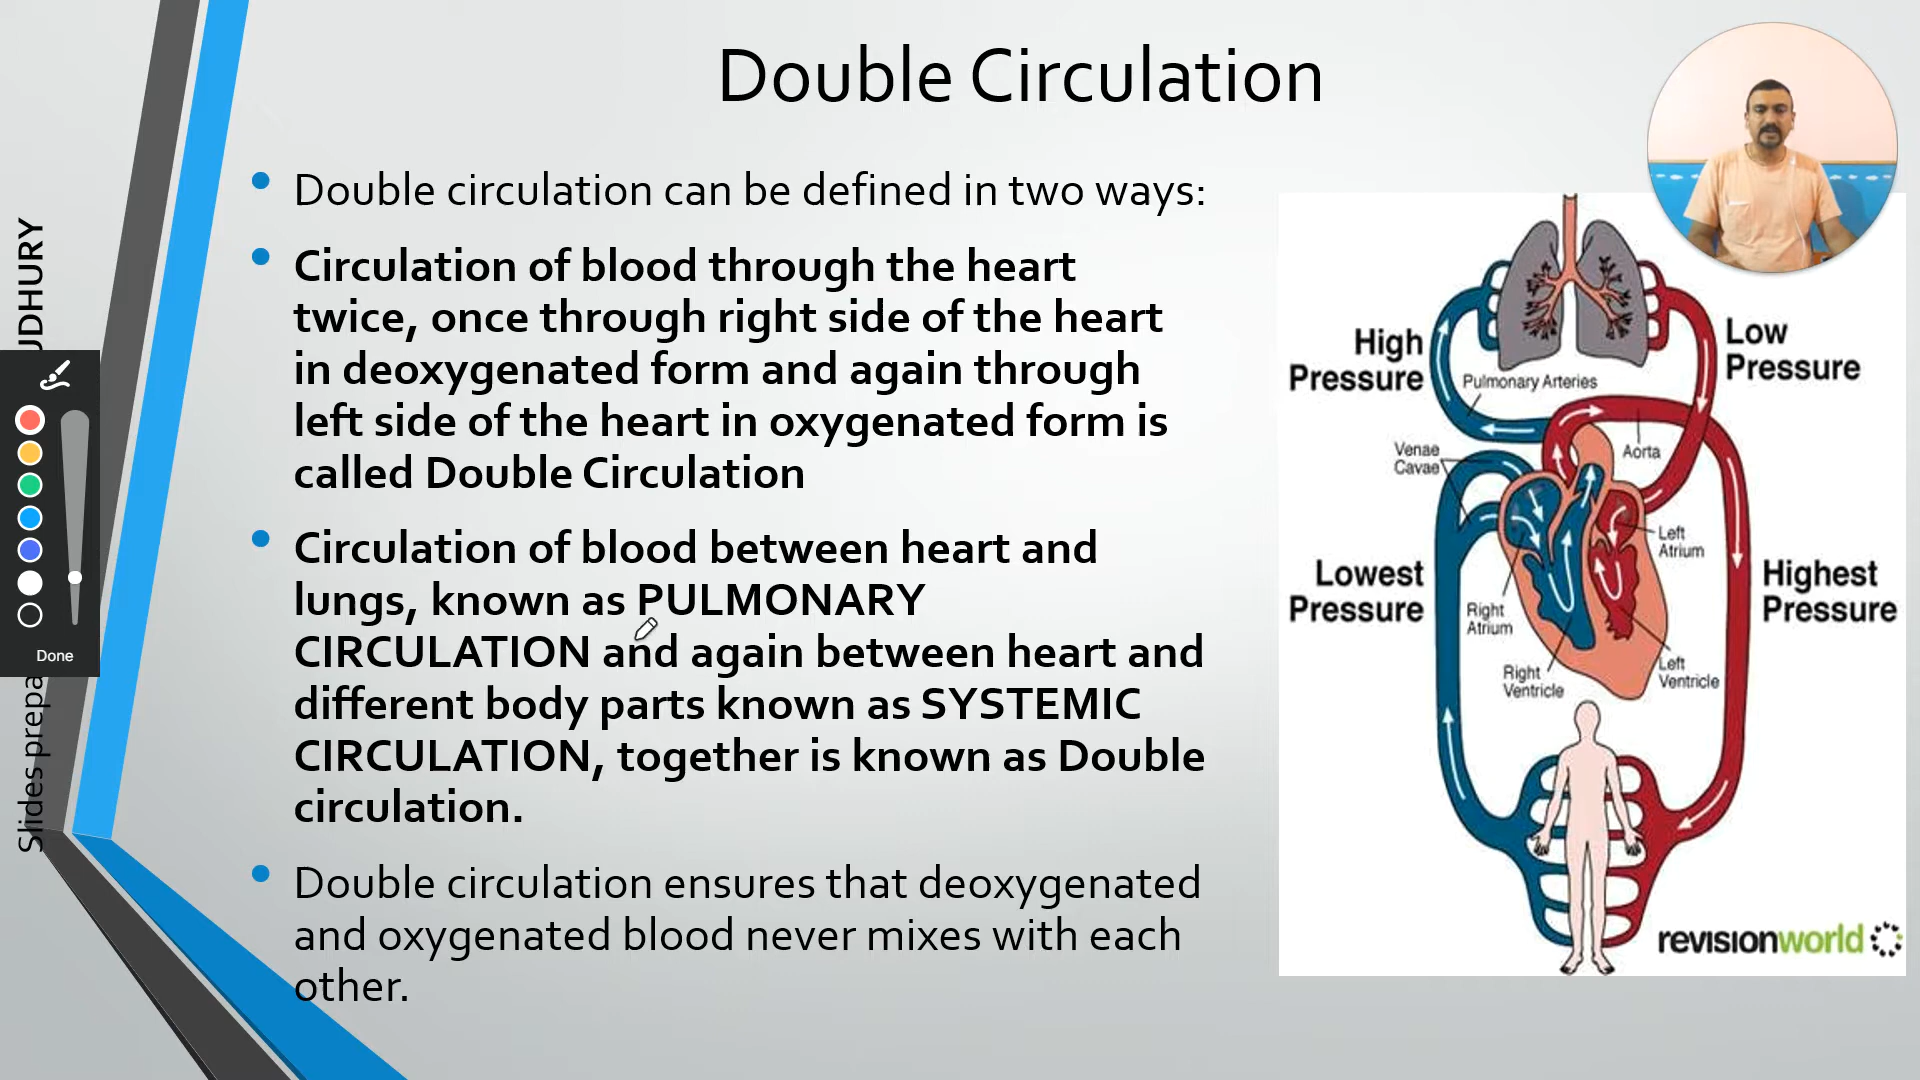 Double Circulation
Double circulation can be defined in two ways:
Circulation of blood through the heart
twice, once through right side of the heart
in deoxygenated form and again through
left side of the heart in oxygenated form is
called Double Circulation
Circulation of blood between heart and
lungs, known as PULMONARY
CIRCULATION and again between heart and
different body parts known as SYSTEMIC
CIRCULATION, together is known as Double
circulation.
Double circulation ensures that deoxygenated
and oxygenated blood never mixes with each
other.
High
Pressure
Low
Pressure
Pulmonary Arteries
Venae
Cavae
Aorta
Left
Atrium
Lowest
Pressure
Highest
Pressure
Right
Atrium
Right
Ventricle
Left
Ventricle
revisionworld
Done
Slides prepa
UDHURY